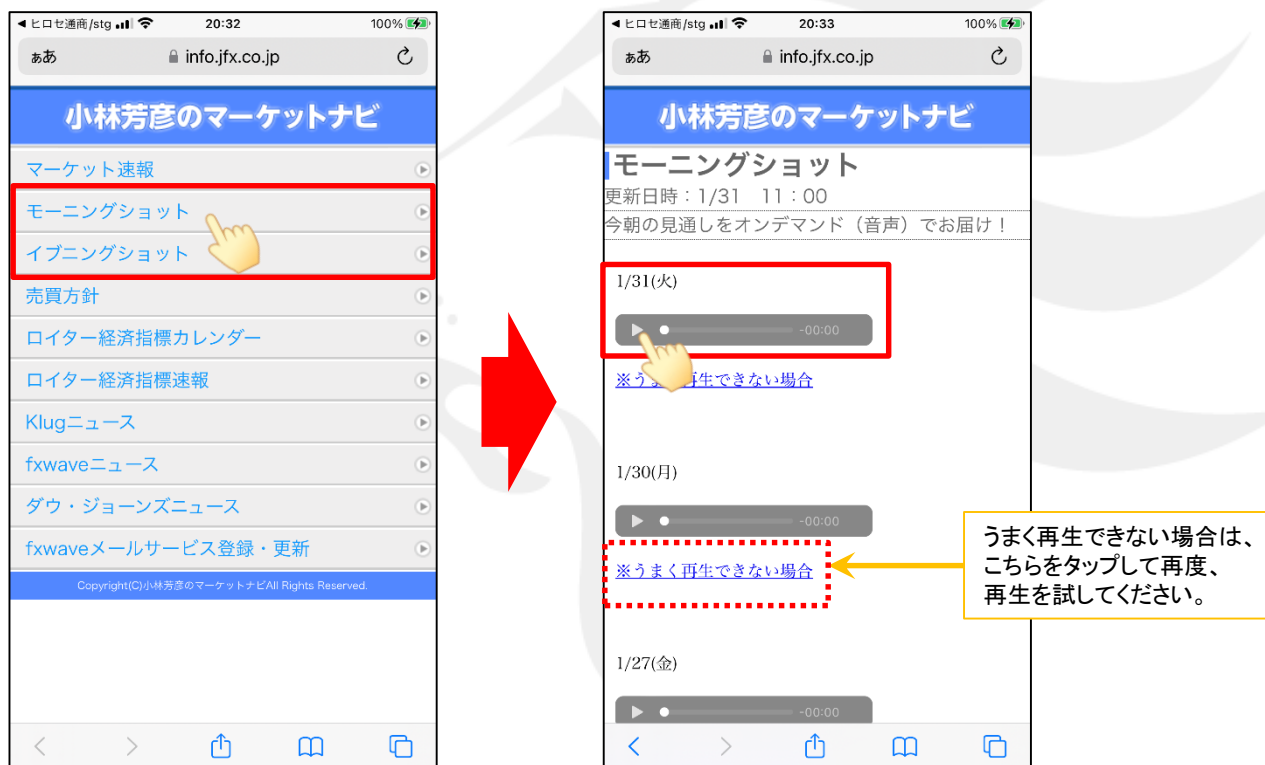 ◀ヒロセ通商/stg 20:32 100%
ぁあ info.jfx.co.jp
小林芳彦のマーケットナビ
マーケット速報
モーニングショット
イブニングショット
売買方針
ロイター経済指標カレンダー
ロイター経済指標速報
Klugニュース
fxwaveニュース
ダウ・ジョーンズニュース
fxwaveメールサービス登録・更新
Copyright(C)小林芳彦のマーケットナビAll Rights Reserved.
◀ヒロセ通商/stg 20:33 100%
ぁあ info.jfx.co.jp
小林芳彦のマーケットナビ
モーニングショット
更新日時：1/31　11：00
今朝の見通しをオンデマンド（音声）でお届け！
1/31(火)
-00:00
※うま 再生できない場合
1/30(月)
-00:00
※うまく再生できない場合
1/27(金)
-00:00
うまく再生できない場合は、
こちらをタップして再度、
再生を試してください。